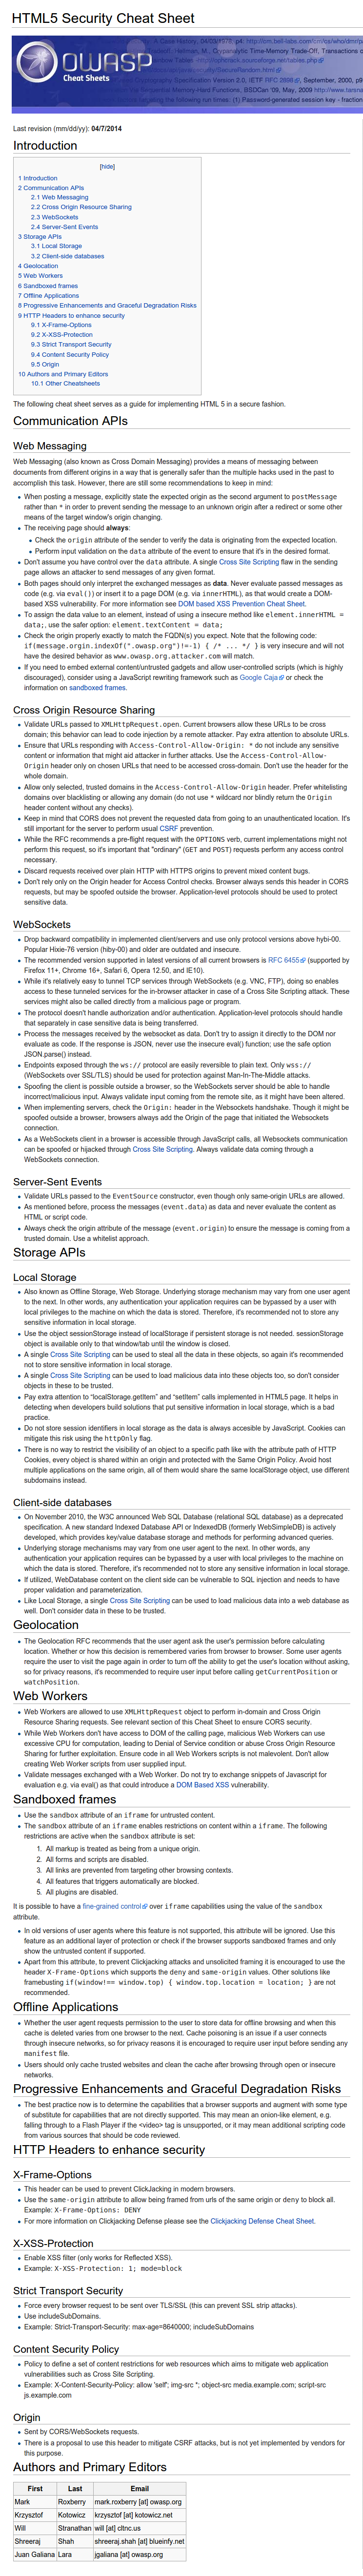 HTML5 Security Cheat Sheet
OWASP
Cheat Sheets
Last revision (mm/dd/yy): 04/7/2014
Introduction
[hide]
1 Introduction
2 Communication APIs
2.1 Web Messaging
2.2 Cross Origin Resource Sharing
2.3 WebSockets
2.4 Server-Sent Events
3 Storage APIs
3.1 Local Storage
3.2 Client-side databases
4 Geolocation
5 Web Workers
6 Sandboxed frames
7 Offline Applications
8 Progressive Enhancements and Graceful Degradation Risks
9 HTTP Headers to enhance security
9.1 X-Frame-Options
9.2 X-XSS-Protection
9.3 Strict Transport Security
9.4 Content Security Policy
9.5 Origin
10 Authors and Primary Editors
10.1 Other Cheatsheets
The following cheat sheet serves as a guide for implementing HTML 5 in a secure fashion.
Communication APIs
Web Messaging
Web Messaging (also known as Cross Domain Messaging) provides a means of messaging between
documents from different origins in a way that is generally safer than the multiple hacks used in the past to
accomplish this task. However, there are still some recommendations to keep in mind:
When posting a message, explicitly state the expected origin as the second argument to postMessage
rather than * in order to prevent sending the message to an unknown origin after a redirect or some other
means of the target window's origin changing.
The receiving page should always:
Check the origin attribute of the sender to verify the data is originating from the expected location.
Perform input validation on the data attribute of the event to ensure that it's in the desired format.
Don't assume you have control over the data attribute. A single Cross Site Scripting flaw in the sending
page allows an attacker to send messages of any given format.
Both pages should only interpret the exchanged messages as data. Never evaluate passed messages as
code (e.g. via eval()) or insert it to a page DOM (e.g. via innerHTML), as that would create a DOM-
based XSS vulnerability. For more information see DOM based XSS Prevention Cheat Sheet.
To assign the data value to an element, instead of using a insecure method like element.innerHTML =
data;, use the safer option: element.textContent = data;
Check the origin properly exactly to match the FQDN(s) you expect. Note that the following code:
if(message.orgin.indexOf(".owasp.org")!=-1) { /* ... */ } is very insecure and will not
have the desired behavior as www.owasp.org.attacker.com will match.
If you need to embed external content/untrusted gadgets and allow user-controlled scripts (which is highly
discouraged), consider using a JavaScript rewriting framework such as Google Caja or check the
information on sandboxed frames.
Cross Origin Resource Sharing
Validate URLs passed to XMLHttpRequest.open. Current browsers allow these URLs to be cross
domain; this behavior can lead to code injection by a remote attacker. Pay extra attention to absolute URLs.
Ensure that URLs responding with Access-Control-Allow-Origin: * do not include any sensitive
content or information that might aid attacker in further attacks. Use the Access-Control-Allow-
Origin header only on chosen URLs that need to be accessed cross-domain. Don't use the header for the
whole domain.
Allow only selected, trusted domains in the Access-Control-Allow-Origin header. Prefer whitelisting
domains over blacklisting or allowing any domain (do not use * wildcard nor blindly return the Origin
header content without any checks).
Keep in mind that CORS does not prevent the requested data from going to an unauthenticated location. It's
still important for the server to perform usual CSRF prevention.
While the RFC recommends a pre-flight request with the OPTIONS verb, current implementations might not
perform this request, so it's important that "ordinary" (GET and POST) requests perform any access control
necessary.
Discard requests received over plain HTTP with HTTPS origins to prevent mixed content bugs.
Don't rely only on the Origin header for Access Control checks. Browser always sends this header in CORS
requests, but may be spoofed outside the browser. Application-level protocols should be used to protect
sensitive data.
WebSockets
Drop backward compatibility in implemented client/servers and use only protocol versions above hybi-00.
Popular Hixie-76 version (hiby-00) and older are outdated and insecure.
The recommended version supported in latest versions of all current browsers is RFC 6455 (supported by
Firefox 11+, Chrome 16+, Safari 6, Opera 12.50, and IE10).
While it's relatively easy to tunnel TCP services through WebSockets (e.g. VNC, FTP), doing so enables
access to these tunneled services for the in-browser attacker in case of a Cross Site Scripting attack. These
services might also be called directly from a malicious page or program.
The protocol doesn't handle authorization and/or authentication. Application-level protocols should handle
that separately in case sensitive data is being transferred.
Process the messages received by the websocket as data. Don't try to assign it directly to the DOM nor
evaluate as code. If the response is JSON, never use the insecure eval() function; use the safe option
JSON.parse() instead.
Endpoints exposed through the ws:// protocol are easily reversible to plain text. Only wss://
(WebSockets over SSL/TLS) should be used for protection against Man-In-The-Middle attacks.
Spoofing the client is possible outside a browser, so the WebSockets server should be able to handle
incorrect/malicious input. Always validate input coming from the remote site, as it might have been altered.
When implementing servers, check the Origin: header in the Websockets handshake. Though it might be
spoofed outside a browser, browsers always add the Origin of the page that initiated the Websockets
connection.
As a WebSockets client in a browser is accessible through JavaScript calls, all Websockets communication
can be spoofed or hijacked through Cross Site Scripting. Always validate data coming through a
WebSockets connection.
Server-Sent Events
Validate URLs passed to the EventSource constructor, even though only same-origin URLs are allowed.
As mentioned before, process the messages (event.data) as data and never evaluate the content as
HTML or script code.
Always check the origin attribute of the message (event.origin) to ensure the message is coming from a
trusted domain. Use a whitelist approach.
Storage APIs
Local Storage
Also known as Offline Storage, Web Storage. Underlying storage mechanism may vary from one user agent
to the next. In other words, any authentication your application requires can be bypassed by a user with
local privileges to the machine on which the data is stored. Therefore, it's recommended not to store any
sensitive information in local storage.
Use the object sessionStorage instead of localStorage if persistent storage is not needed. sessionStorage
object is available only to that window/tab until the window is closed.
A single Cross Site Scripting can be used to steal all the data in these objects, so again it's recommended
not to store sensitive information in local storage.
A single Cross Site Scripting can be used to load malicious data into these objects too, so don't consider
objects in these to be trusted.
Pay extra attention to “localStorage.getItem” and “setItem” calls implemented in HTML5 page. It helps in
detecting when developers build solutions that put sensitive information in local storage, which is a bad
practice.
Do not store session identifiers in local storage as the data is always accesible by JavaScript. Cookies can
mitigate this risk using the httpOnly flag.
There is no way to restrict the visibility of an object to a specific path like with the attribute path of HTTP
Cookies, every object is shared within an origin and protected with the Same Origin Policy. Avoid host
multiple applications on the same origin, all of them would share the same localStorage object, use different
subdomains instead.
Client-side databases
On November 2010, the W3C announced Web SQL Database (relational SQL database) as a deprecated
specification. A new standard Indexed Database API or IndexedDB (formerly WebSimpleDB) is actively
developed, which provides key/value database storage and methods for performing advanced queries.
Underlying storage mechanisms may vary from one user agent to the next. In other words, any
authentication your application requires can be bypassed by a user with local privileges to the machine on
which the data is stored. Therefore, it's recommended not to store any sensitive information in local storage.
If utilized, WebDatabase content on the client side can be vulnerable to SQL injection and needs to have
proper validation and parameterization.
Like Local Storage, a single Cross Site Scripting can be used to load malicious data into a web database as
well. Don't consider data in these to be trusted.
Geolocation
The Geolocation RFC recommends that the user agent ask the user's permission before calculating
location. Whether or how this decision is remembered varies from browser to browser. Some user agents
require the user to visit the page again in order to turn off the ability to get the user's location without asking,
so for privacy reasons, it's recommended to require user input before calling getCurrentPosition or
watchPosition.
Web Workers
Web Workers are allowed to use XMLHttpRequest object to perform in-domain and Cross Origin
Resource Sharing requests. See relevant section of this Cheat Sheet to ensure CORS security.
While Web Workers don't have access to DOM of the calling page, malicious Web Workers can use
excessive CPU for computation, leading to Denial of Service condition or abuse Cross Origin Resource
Sharing for further exploitation. Ensure code in all Web Workers scripts is not malevolent. Don't allow
creating Web Worker scripts from user supplied input.
Validate messages exchanged with a Web Worker. Do not try to exchange snippets of Javascript for
evaluation e.g. via eval() as that could introduce a DOM Based XSS vulnerability.
Sandboxed frames
Use the sandbox attribute of an iframe for untrusted content.
The sandbox attribute of an iframe enables restrictions on content within a iframe. The following
restrictions are active when the sandbox attribute is set:
1. All markup is treated as being from a unique origin.
2. All forms and scripts are disabled.
3. All links are prevented from targeting other browsing contexts.
4. All features that triggers automatically are blocked.
5. All plugins are disabled.
It is possible to have a fine-grained control over iframe capabilities using the value of the sandbox
attribute.
In old versions of user agents where this feature is not supported, this attribute will be ignored. Use this
feature as an additional layer of protection or check if the browser supports sandboxed frames and only
show the untrusted content if supported.
Apart from this attribute, to prevent Clickjacking attacks and unsolicited framing it is encouraged to use the
header X-Frame-Options which supports the deny and same-origin values. Other solutions like
framebusting if(window!== window.top) { window.top.location = location; } are not
recommended.
Offline Applications
Whether the user agent requests permission to the user to store data for offline browsing and when this
cache is deleted varies from one browser to the next. Cache poisoning is an issue if a user connects
through insecure networks, so for privacy reasons it is encouraged to require user input before sending any
manifest file.
Users should only cache trusted websites and clean the cache after browsing through open or insecure
networks.
Progressive Enhancements and Graceful Degradation Risks
The best practice now is to determine the capabilities that a browser supports and augment with some type
of substitute for capabilities that are not directly supported. This may mean an onion-like element, e.g.
falling through to a Flash Player if the <video> tag is unsupported, or it may mean additional scripting code
from various sources that should be code reviewed.
HTTP Headers to enhance security
X-Frame-Options
This header can be used to prevent ClickJacking in modern browsers.
Use the same-origin attribute to allow being framed from urls of the same origin or deny to block all.
Example: X-Frame-Options: DENY
For more information on Clickjacking Defense please see the Clickjacking Defense Cheat Sheet.
X-XSS-Protection
Enable XSS filter (only works for Reflected XSS).
Example: X-XSS-Protection: 1; mode=block
Strict Transport Security
Force every browser request to be sent over TLS/SSL (this can prevent SSL strip attacks).
Use includeSubDomains.
Example: Strict-Transport-Security: max-age=8640000; includeSubDomains
Content Security Policy
Policy to define a set of content restrictions for web resources which aims to mitigate web application
vulnerabilities such as Cross Site Scripting.
Example: X-Content-Security-Policy: allow 'self'; img-src *; object-src media.example.com; script-src
js.example.com
Origin
Sent by CORS/WebSockets requests.
There is a proposal to use this header to mitigate CSRF attacks, but is not yet implemented by vendors for
this purpose.
Authors and Primary Editors
First Last Email
Mark Roxberry mark.roxberry [at] owasp.org
Krzysztof Kotowicz krzysztof [at] kotowicz.net
Will Stranathan will [at] cltnc.us
Shreeraj Shah shreeraj.shah [at] blueinfy.net
Juan Galiana Lara jgaliana [at] owasp.org